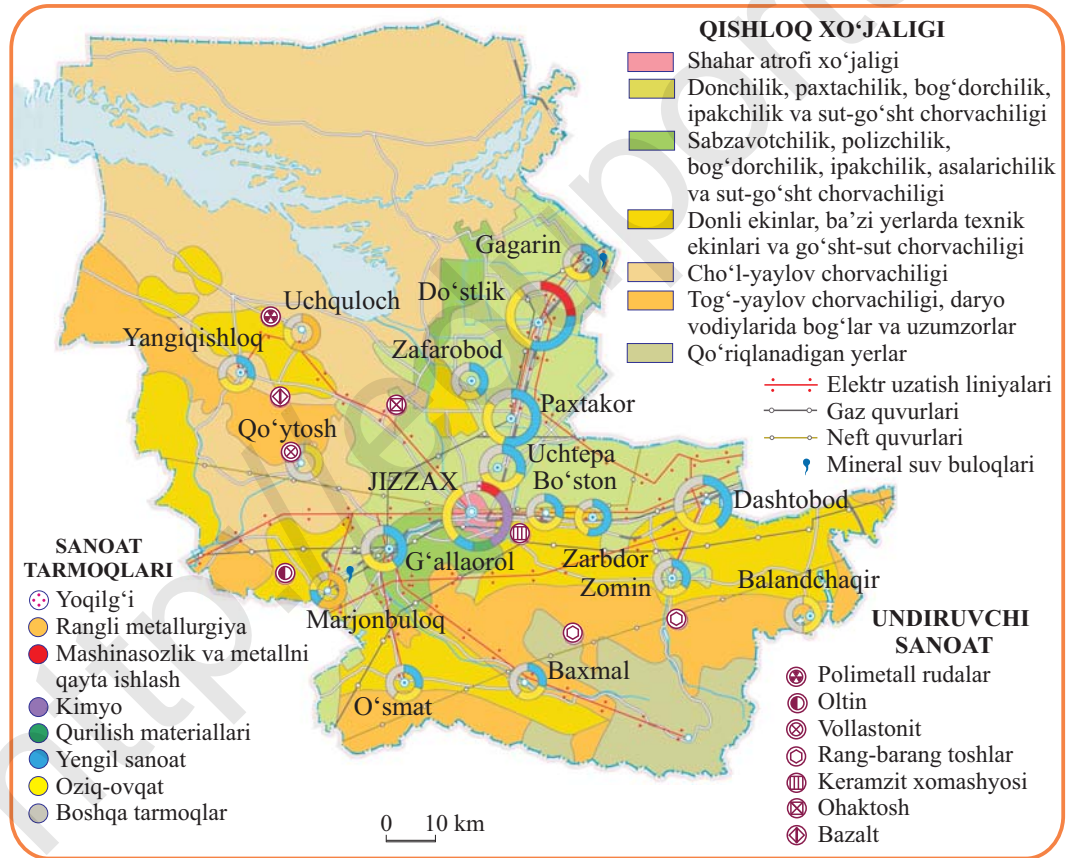 QISHLOQ XO‘JALIGI
Shahar atrofi xo‘jaligi
Donchilik, paxtachilik, bog‘dorchilik,
ipakchilik va sut-go‘sht chorvachiligi
Sabzavotchilik, polizchilik,
bog‘dorchilik, ipakchilik, asalarichilik
va sut-go‘sht chorvachiligi
Donli ekinlar, ba’zi yerlarda texnik
ekinlari va go‘sht-sut chorvachiligi
Cho‘l-yaylov chorvachiligi
Tog‘-yaylov chorvachiligi, daryo
vodiylarida bog‘lar va uzumzorlar
Qo‘riqlanadigan yerlar
Elektr uzatish liniyalari
Gaz quvurlari
Neft quvurlari
Mineral suv buloqlari
Gagarin
Do‘stlik
Uchquloch
Yangiqishloq
Zafarobod
Paxtakor
Qo‘ytosh
Uchtepa
JIZZAX
Bo‘ston
Dashtobod
G‘allaorol
Zarbdor
Zomin
Balandchaqir
Marjonbuloq
Baxmal
O‘smat
SANOAT
TARMOQLARI
Yoqilg‘i
Rangli metallurgiya
Mashinasozlik va metallni
qayta ishlash
Kimyo
Qurilish materiallari
Yengil sanoat
Oziq-ovqat
Boshqa tarmoqlar
0 10 km
UNDIRUVCHI
SANOAT
Polimetall rudalar
Oltin
Vollastonit
Rang-barang toshlar
Keramzit xomashyosi
Ohaktosh
Bazalt